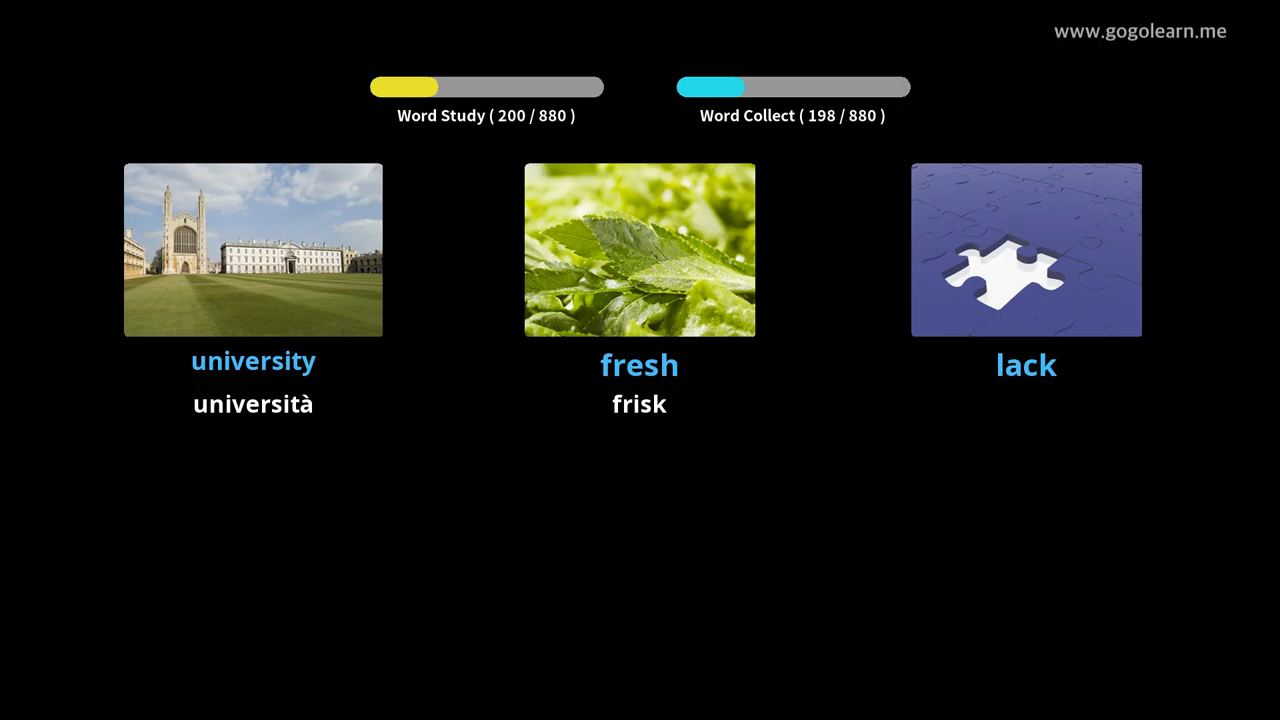 www.gogolearn.me
Word Study ( 200 / 880 )
Word Collect ( 198 / 880 )
university
università
fresh
frisk
lack